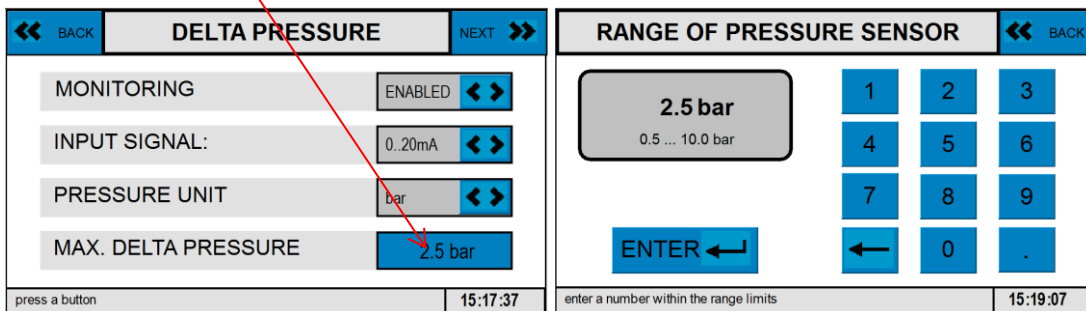 BACK DELTA PRESSURE NEXT
MONITORING ENABLED
INPUT SIGNAL: 0..20mA
PRESSURE UNIT bar
MAX. DELTA PRESSURE 2.5 bar
press a button 15:17:37
RANGE OF PRESSURE SENSOR BACK
2.5 bar
0.5 ... 10.0 bar
1 2 3
4 5 6
7 8 9
ENTER 0 .
enter a number within the range limits 15:19:07